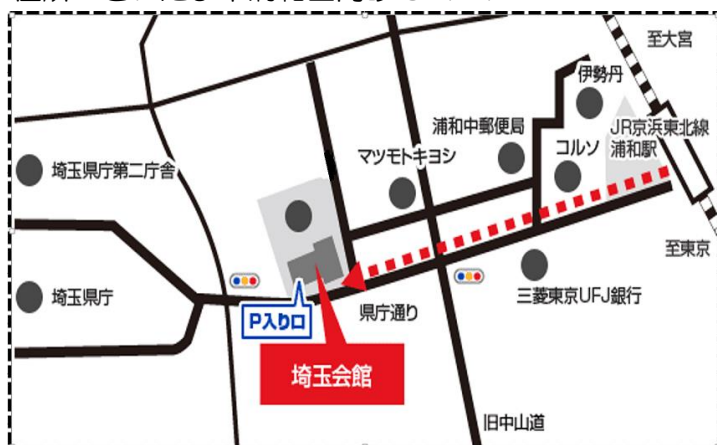 至大宮
伊勢丹
浦和中郵便局
JR京浜東北線
浦和駅
コルソ
マツモトキヨシ
埼玉県庁第二庁舎
至東京
埼玉県庁
三菱東京UFJ銀行
県庁通り
P入り口
埼玉会館
旧中山道